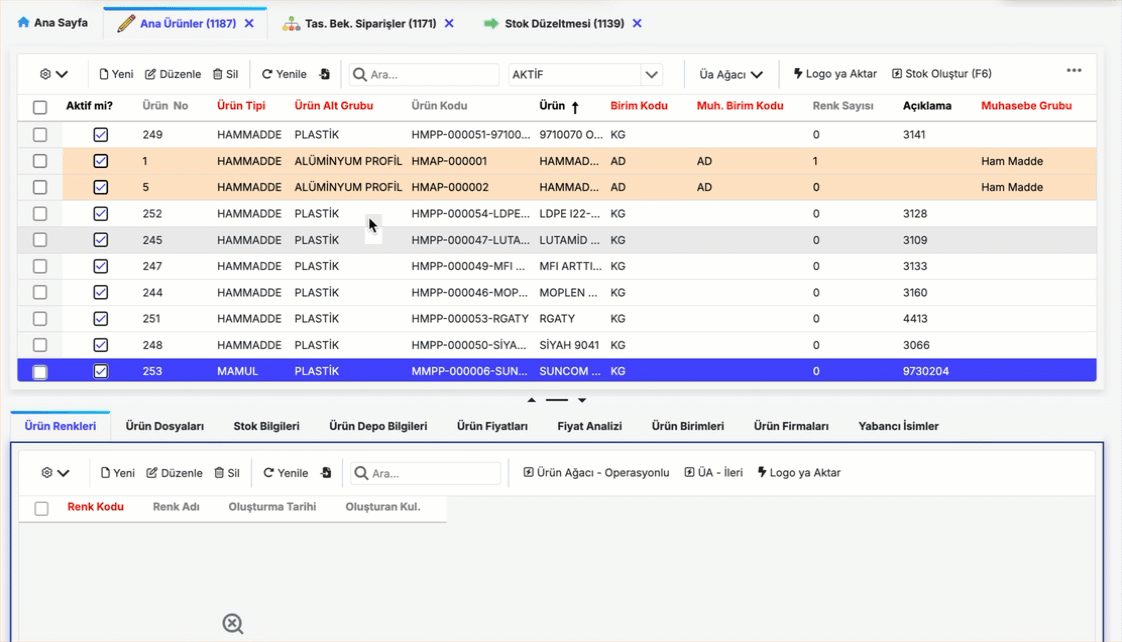 Ana Sayfa Ana Ürünler (1187) Tas. Bek. Siparişler (1171) Stok Düzeltmesi (1139)
Yeni Düzenle Sil Yenile Ara... AKTİF Üa Ağacı Logo ya Aktar Stok Oluştur (F6)
Aktif mi? Ürün No Ürün Tipi Ürün Alt Grubu Ürün Kodu Ürün Birim Kodu Muh. Birim Kodu Renk Sayısı Açıklama Muhasebe Grubu
249 HAMMADDE PLASTİK HMPP-000051-97100... 9710070 O... KG 0 3141
1 HAMMADDE ALÜMİNYUM PROFİL HMAP-000001 HAMMAD... AD AD 1 Ham Madde
5 HAMMADDE ALÜMİNYUM PROFİL HMAP-000002 HAMMAD... AD AD 0 Ham Madde
252 HAMMADDE PLASTİK HMPP-000054-LDPE... LDPE I22-... KG 0 3128
245 HAMMADDE PLASTİK HMPP-000047-LUTA... LUTAMİD ... KG 0 3109
247 HAMMADDE PLASTİK HMPP-000049-MFI ... MFI ARTTI... KG 0 3133
244 HAMMADDE PLASTİK HMPP-000046-MOP... MOPLEN ... KG 0 3160
251 HAMMADDE PLASTİK HMPP-000053-RGATY RGATY KG 0 4413
248 HAMMADDE PLASTİK HMPP-000050-SİYA... SİYAH 9041 KG 0 3066
253 MAMUL PLASTİK MMPP-000006-SUN... SUNCOM ... KG 0 9730204
Ürün Renkleri Ürün Dosyaları Stok Bilgileri Ürün Depo Bilgileri Ürün Fiyatları Fiyat Analizi Ürün Birimleri Ürün Firmaları Yabancı İsimler
Yeni Düzenle Sil Yenile Ara... Ürün Ağacı - Operasyonlu ÜA - İleri Logo ya Aktar
Renk Kodu Renk Adı Oluşturma Tarihi Oluşturan Kul.